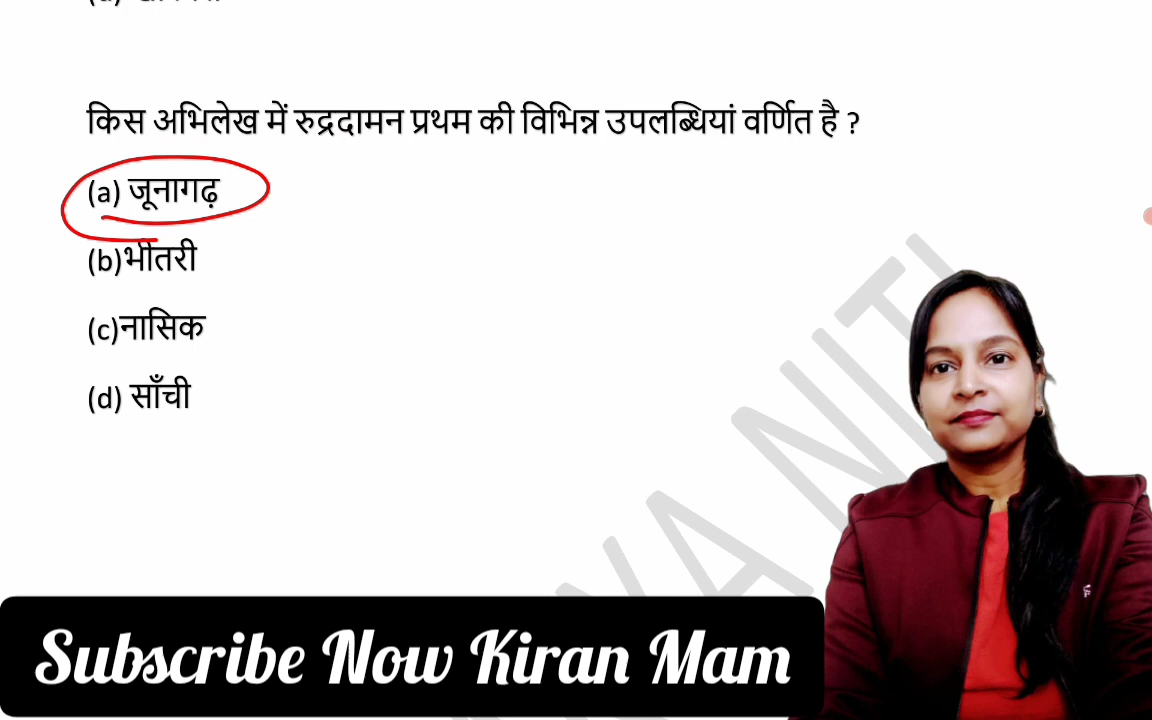 किस अभिलेख में रुद्रदामन प्रथम की विभिन्न उपलब्धियां वर्णित है ?
(a) जूनागढ़
(b)भीतरी
(c)नासिक
(d) साँची
Subscribe Now Kiran Mam